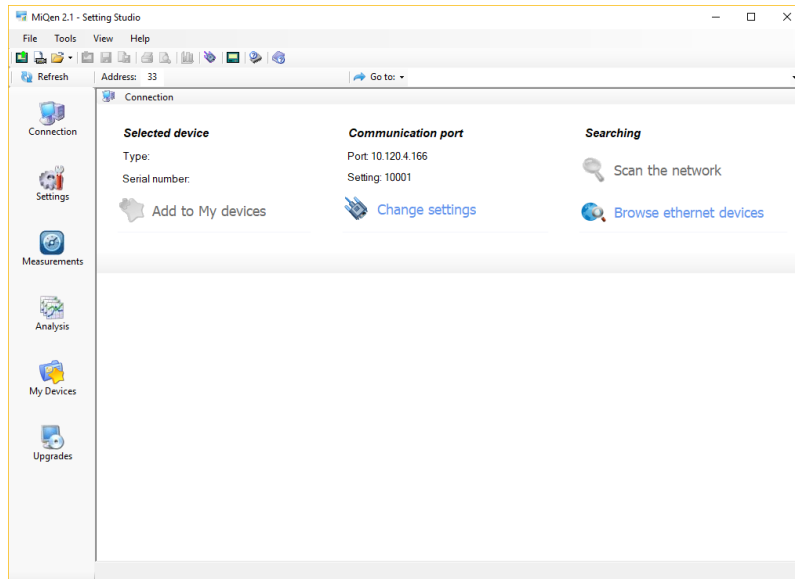 MiQen 2.1 - Setting Studio
File Tools View Help
Refresh Address: 33 Go to:
Connection
Connection
Settings
Measurements
Analysis
My Devices
Upgrades
Selected device
Type:
Serial number:
Add to My devices
Communication port
Port: 10.120.4.166
Setting: 10001
Change settings
Searching
Scan the network
Browse ethernet devices